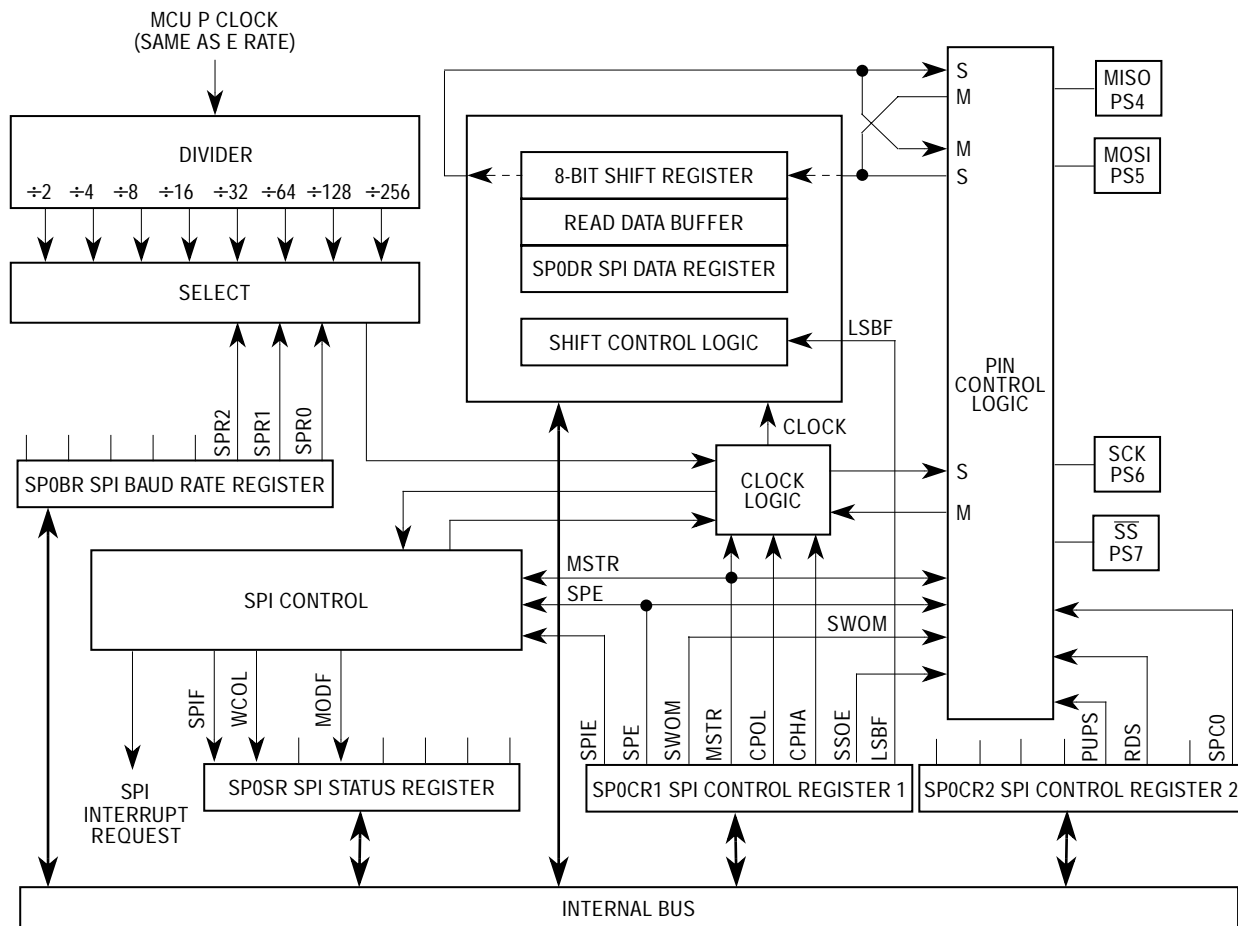 MCU P CLOCK
(SAME AS E RATE)
DIVIDER
÷2 ÷4 ÷8 ÷16 ÷32 ÷64 ÷128 ÷256
SELECT
SPR2
SPR1
SPR0
SP0BR SPI BAUD RATE REGISTER
8-BIT SHIFT REGISTER
READ DATA BUFFER
SP0DR SPI DATA REGISTER
SHIFT CONTROL LOGIC
LSBF
CLOCK
CLOCK
LOGIC
S
M
M
S
PIN
CONTROL
LOGIC
S
M
MISO
PS4
MOSI
PS5
SCK
PS6
SS
PS7
SPI CONTROL
MSTR
SPE
SWOM
SPIF
WCOL
MODF
SPI
INTERRUPT
REQUEST
SP0SR SPI STATUS REGISTER
SPIE
SPE
SWOM
MSTR
CPOL
CPHA
SSOE
LSBF
SP0CR1 SPI CONTROL REGISTER 1
PUPS
RDS
SPC0
SP0CR2 SPI CONTROL REGISTER 2
INTERNAL BUS